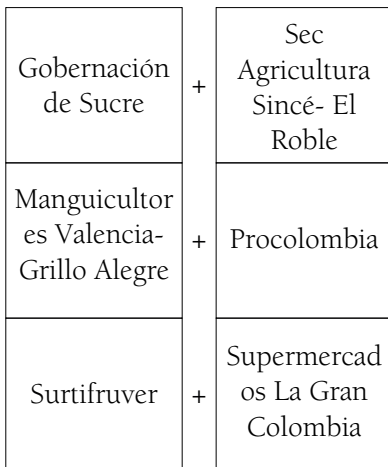 Gobernación
de Sucre
+
Sec
Agricultura
Sincé- El
Roble
Manguicultor
es Valencia-
Grillo Alegre
+
Procolombia
Surtifruver
+
Supermercad
os La Gran
Colombia